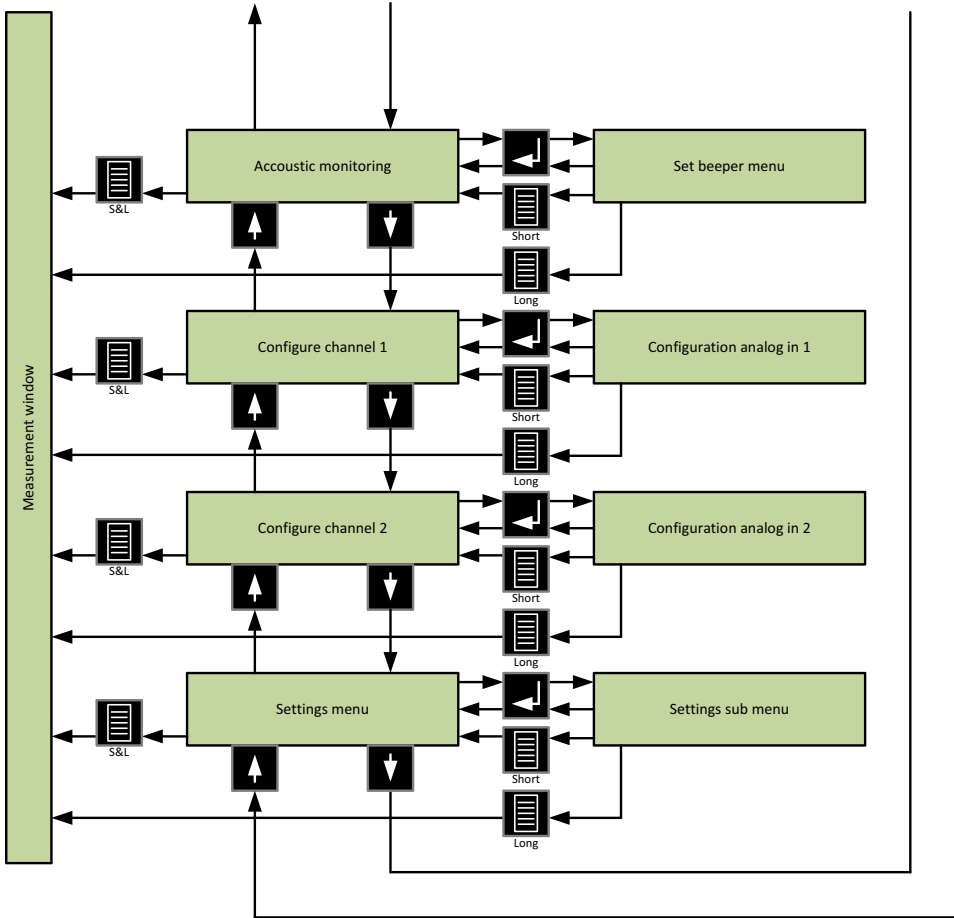 Measurement window
Accoustic monitoring
Set beeper menu
S&L
Short
Long
Configure channel 1
Configuration analog in 1
S&L
Short
Long
Configure channel 2
Configuration analog in 2
S&L
Short
Long
Settings menu
Settings sub menu
S&L
Short
Long